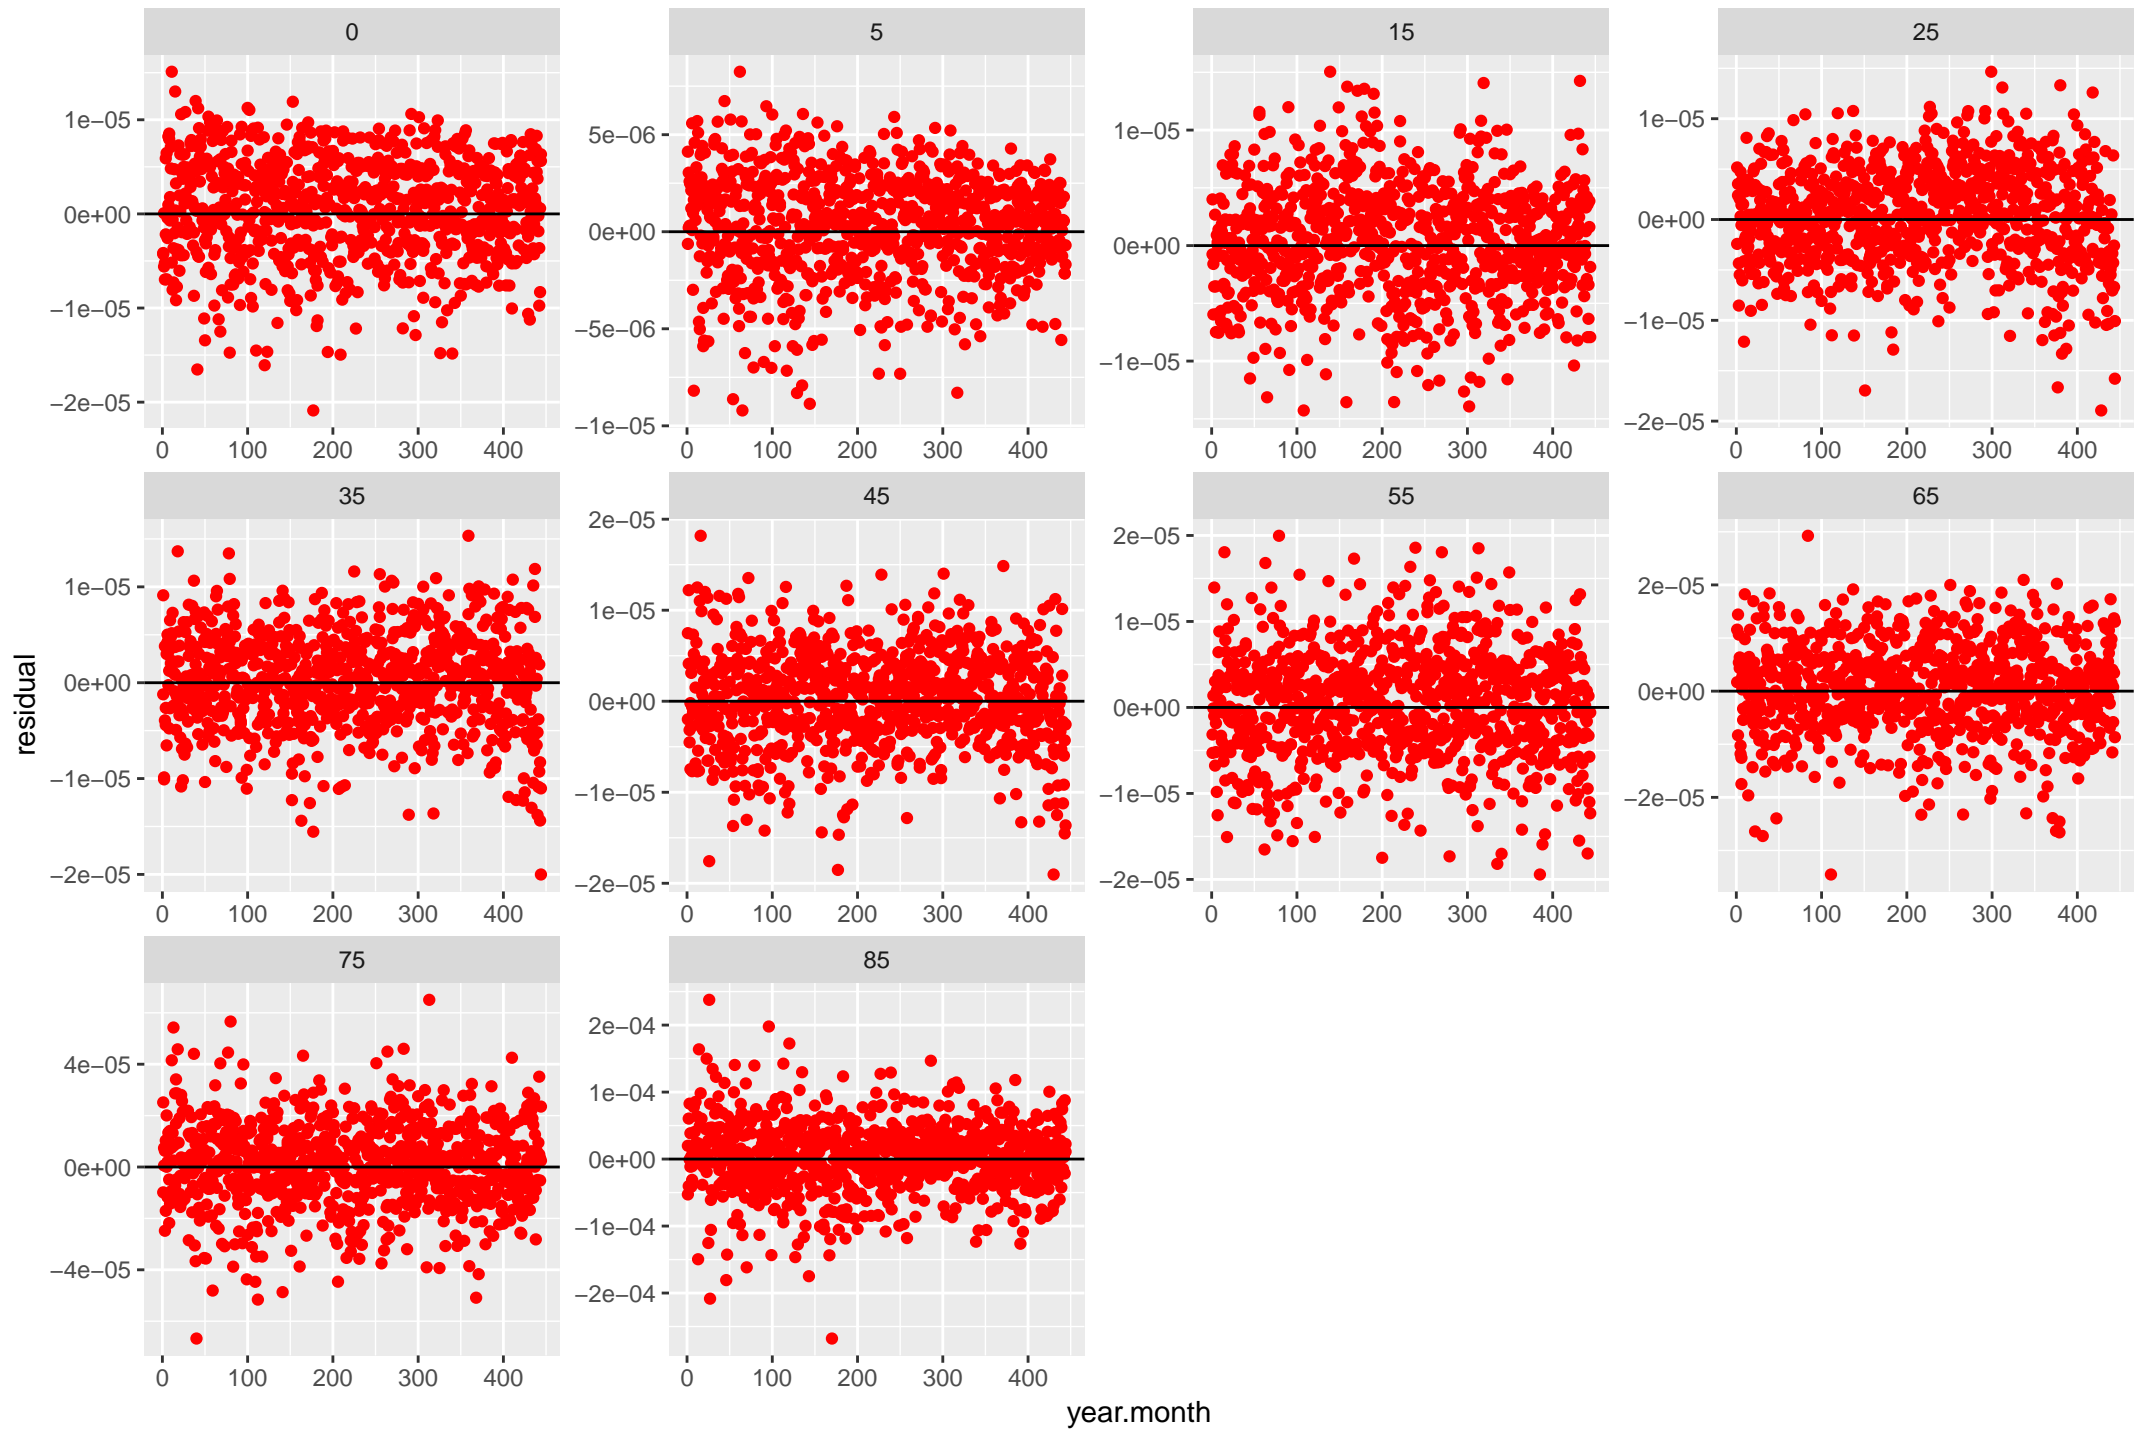 0 5 15 25
1e−05 5e−06 1e−05 1e−05
0e+00 0e+00 0e+00 0e+00
−1e−05 −5e−06 −1e−05 −1e−05
−2e−05 −1e−05 −2e−05
0 100 200 300 400 0 100 200 300 400 0 100 200 300 400 0 100 200 300 400
35 45 55 65
1e−05 2e−05 2e−05 2e−05
0e+00 1e−05 1e−05 0e+00
−1e−05 0e+00 0e+00 −2e−05
−2e−05 −1e−05 −1e−05
−2e−05 −2e−05
0 100 200 300 400 0 100 200 300 400 0 100 200 300 400 0 100 200 300 400
residual
75 85
4e−05 2e−04
0e+00 1e−04
−4e−05 0e+00
−1e−04
−2e−04
0 100 200 300 400 0 100 200 300 400
year.month